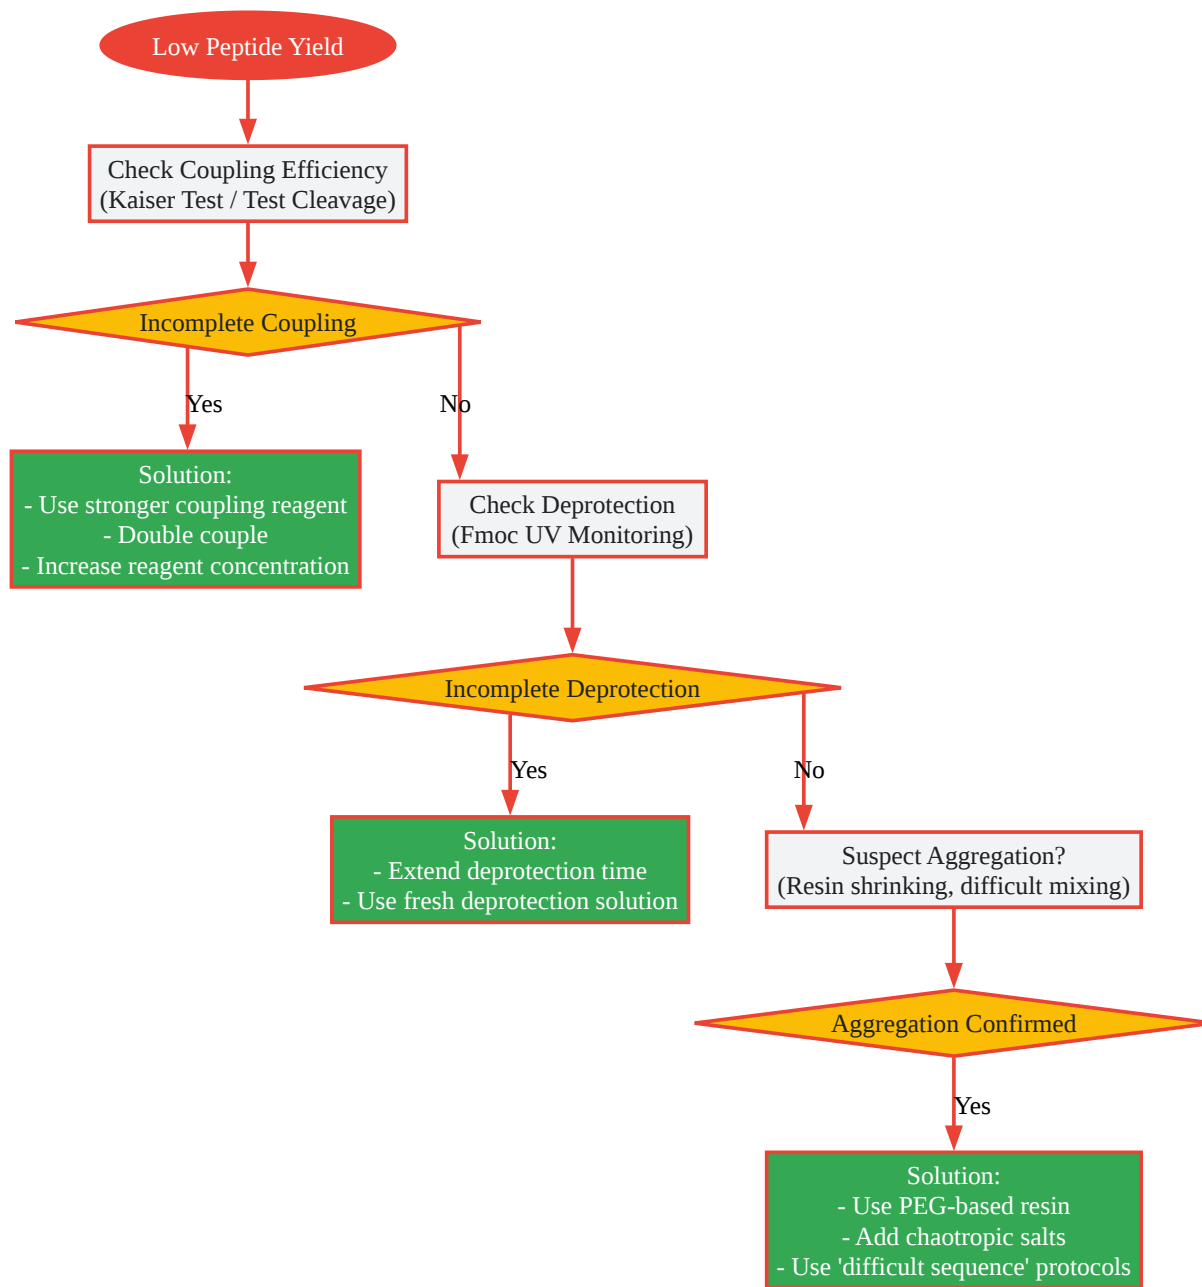 Low Peptide Yield
Check Coupling Efficiency
(Kaiser Test / Test Cleavage)
Incomplete Coupling
Yes
No
Solution:
- Use stronger coupling reagent
- Double couple
- Increase reagent concentration
Check Deprotection
(Fmoc UV Monitoring)
Incomplete Deprotection
Yes
No
Solution:
- Extend deprotection time
- Use fresh deprotection solution
Suspect Aggregation?
(Resin shrinking, difficult mixing)
Aggregation Confirmed
Yes
Solution:
- Use PEG-based resin
- Add chaotropic salts
- Use 'difficult sequence' protocols